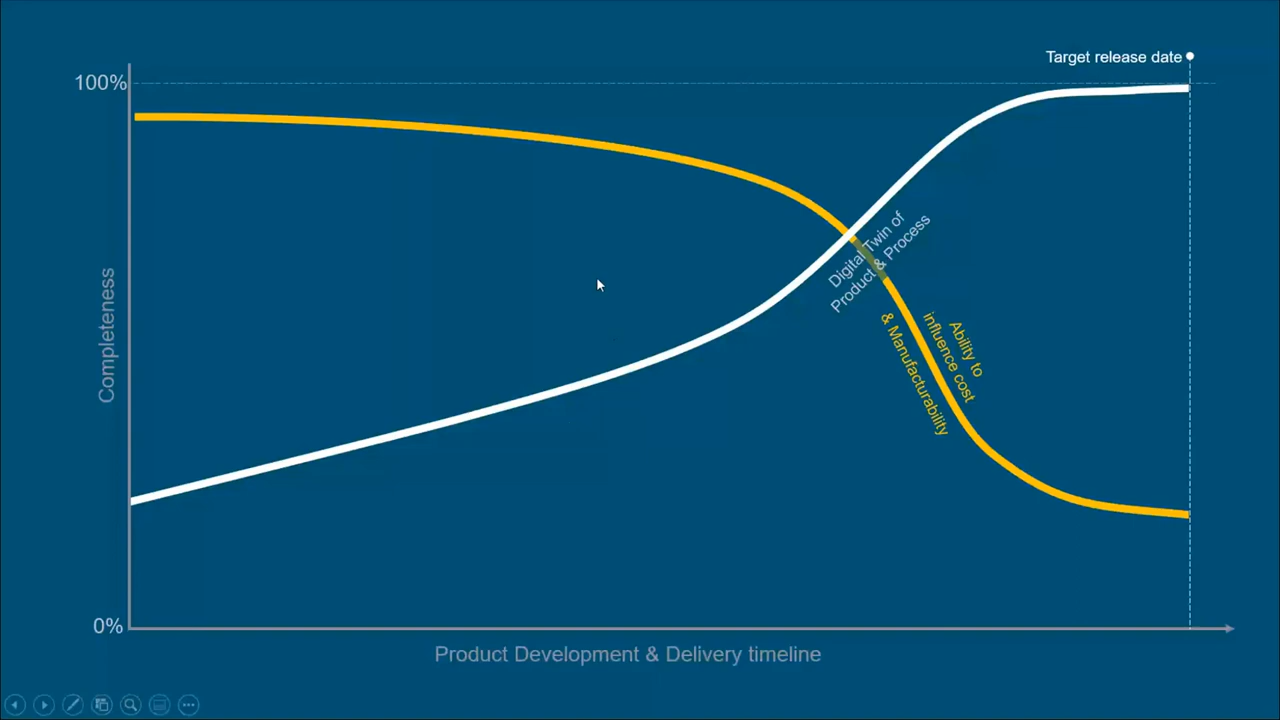 Target release date
100%
Digital Twin of
Product & Process
Ability to
influence cost
& Manufacturability
Completeness
0%
Product Development & Delivery timeline